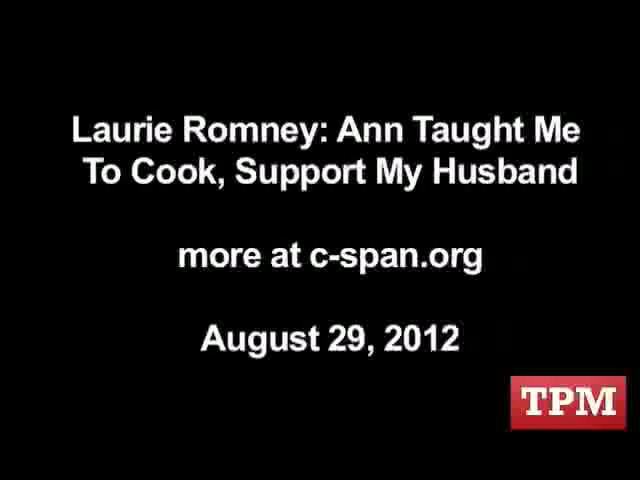 Laurie Romney: Ann Taught Me
To Cook, Support My Husband
more at c-span.org
August 29, 2012
TPM